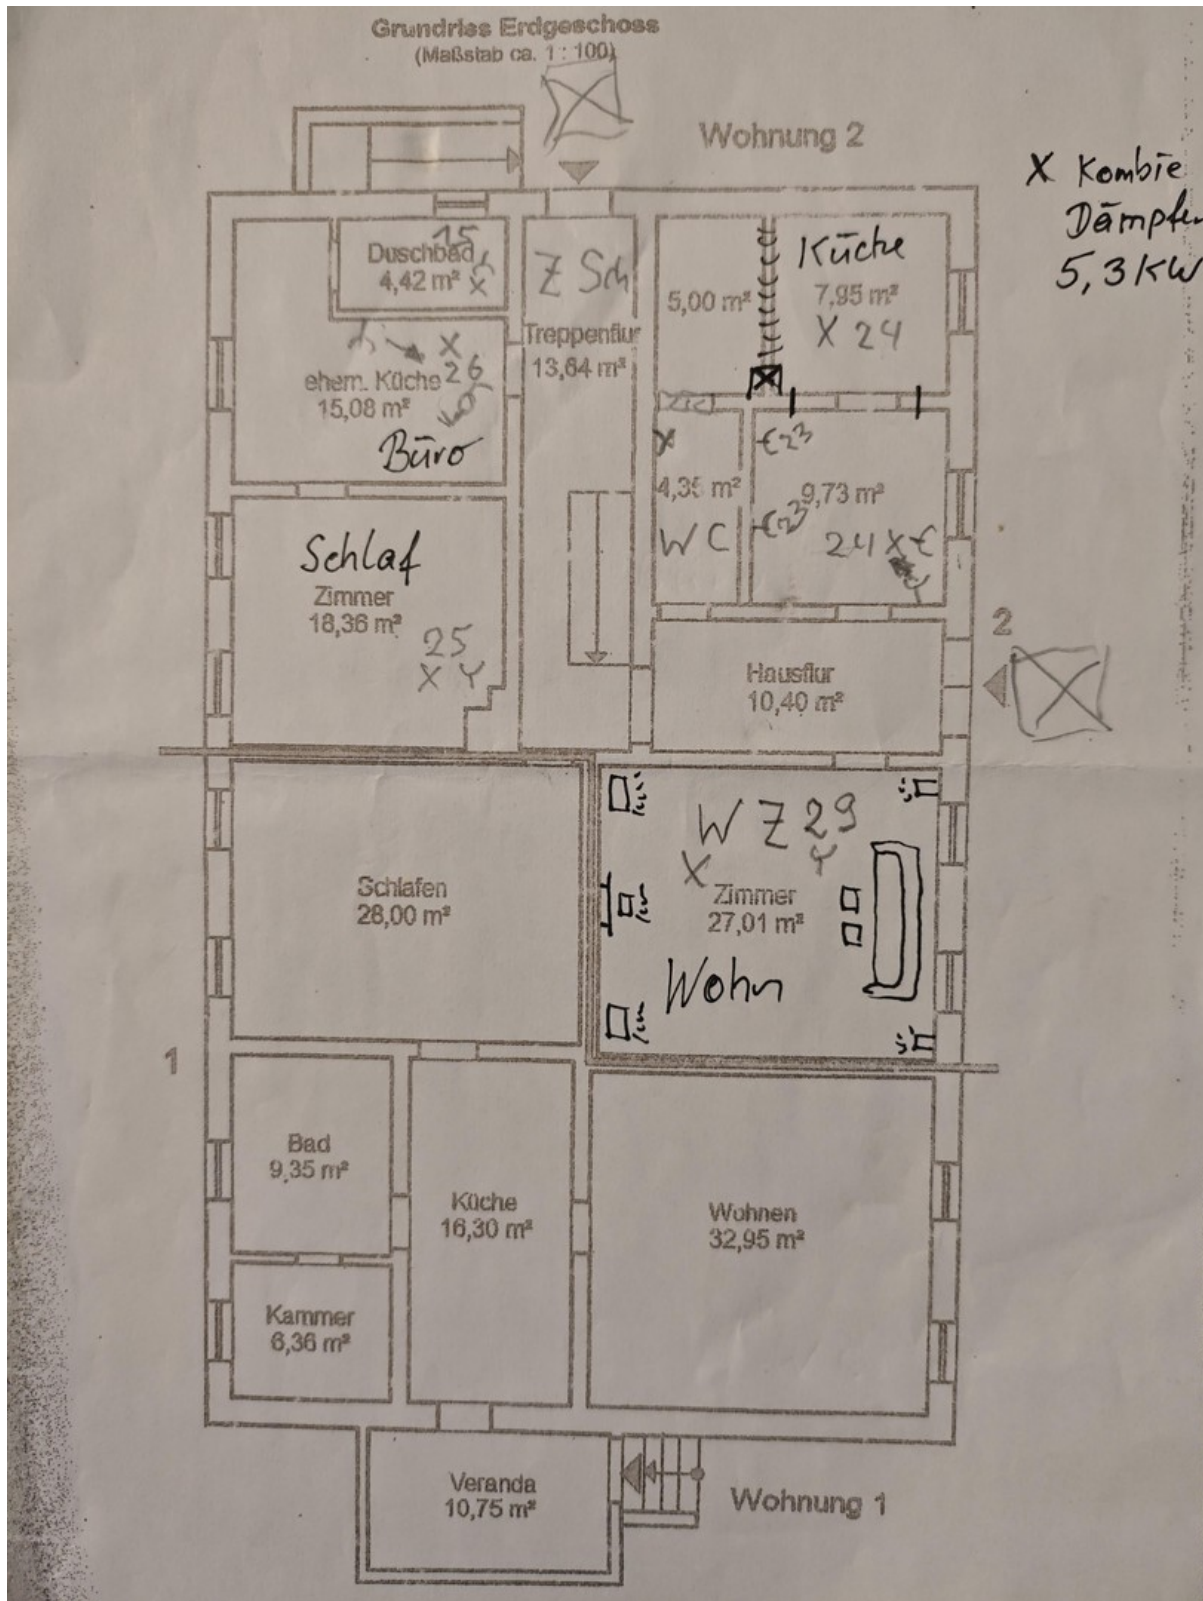 Grundriss Erdgeschoss
(Maßstab ca. 1 : 100)
Wohnung 2
X Kombie
Dämpfer
5,3 KW
15
Duschbad
4,42 m²
X
Z Sch
Treppenflur
13,64 m²
5,00 m²
Küche
7,95 m²
X 24
X
26
ehem. Küche
15,08 m²
Büro
X
4,35 m²
WC
23
9,73 m²
23
24 X
Schlaf
Zimmer
18,36 m²
25
X Y
2
Hausflur
10,40 m²
WZ 29
X Y
Zimmer
27,01 m²
Wohn
Schlafen
28,00 m²
1
Bad
9,35 m²
Küche
16,30 m²
Wohnen
32,95 m²
Kammer
6,36 m²
Veranda
10,75 m²
Wohnung 1